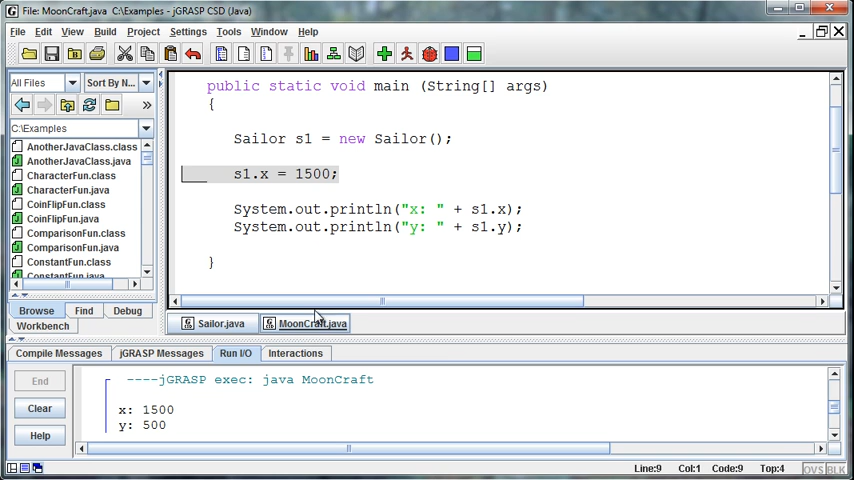 File: MoonCraft.java  C:\Examples - jGRASP CSD (Java)
File Edit View Build Project Settings Tools Window Help
All Files Sort By N...
C:\Examples
AnotherJavaClass.class
AnotherJavaClass.java
CharacterFun.class
CharacterFun.java
CoinFlipFun.class
CoinFlipFun.java
ComparisonFun.class
ComparisonFun.java
ConstantFun.class
ConstantFun.java
Browse Find Debug
Workbench
public static void main (String[] args)
{
Sailor s1 = new Sailor();
s1.x = 1500;
System.out.println("x: " + s1.x);
System.out.println("y: " + s1.y);
}
Sailor.java MoonCraft.java
Compile Messages jGRASP Messages Run I/O Interactions
End
Clear
Help
----jGRASP exec: java MoonCraft
x: 1500
y: 500
Line:9 Col:1 Code:9 Top:4 OVS BLK